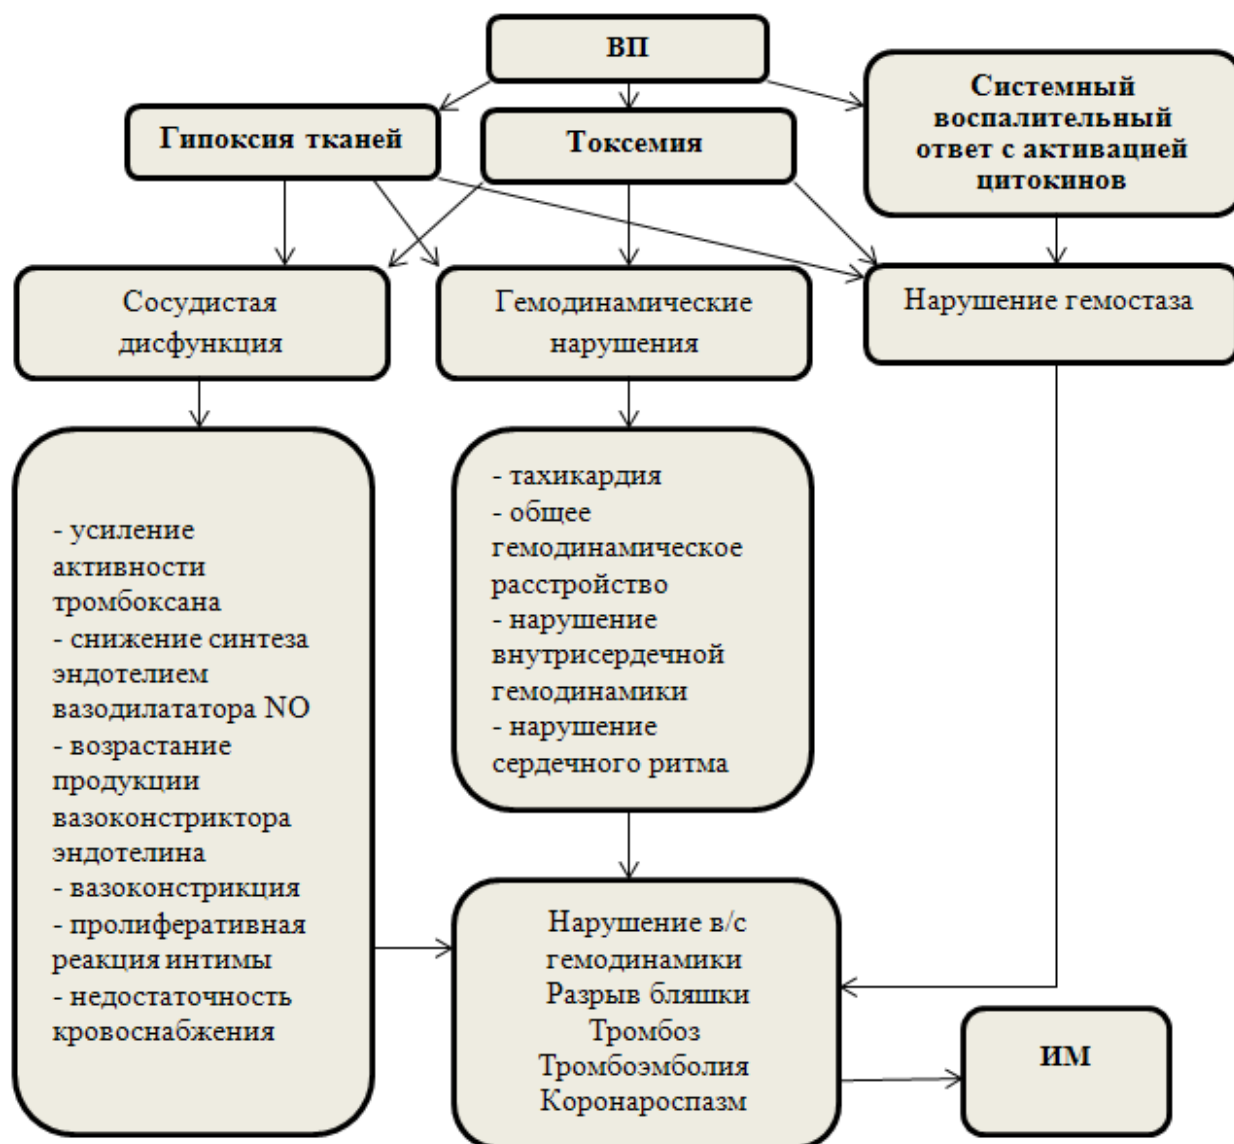 ВП
Гипоксия тканей
Токсемия
Системный
воспалительный
ответ с активацией
цитокинов
Сосудистая
дисфункция
Гемодинамические
нарушения
Нарушение гемостаза
- усиление
активности
тромбоксана
- снижение синтеза
эндотелием
вазодилататора NO
- возрастание
продукции
вазоконстриктора
эндотелина
- вазоконстрикция
- пролиферативная
реакция интимы
- недостаточность
кровоснабжения
- тахикардия
- общее
гемодинамическое
расстройство
- нарушение
внутрисердечной
гемодинамики
- нарушение
сердечного ритма
Нарушение в/с
гемодинамики
Разрыв бляшки
Тромбоз
Тромбоэмболия
Коронароспазм
ИМ